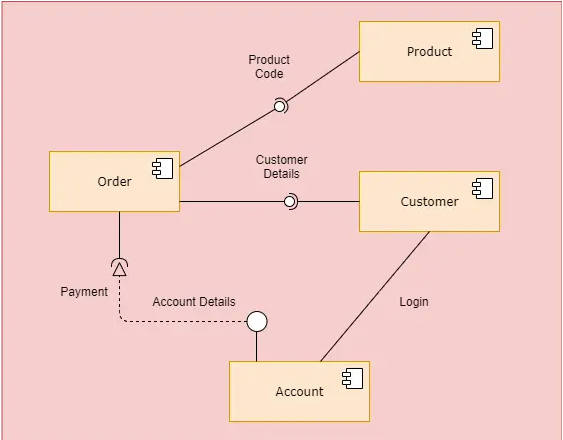 Product
Code
Product
Customer
Details
Order
Customer
Payment
Account Details
Login
Account